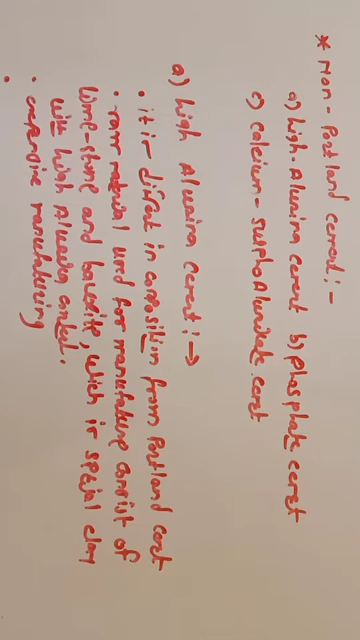 * Non-Portland cement:-
a) high-Alumina cement b) phosphate cement
c) calcium-sulphoAluminate cement
a) high Alumina cement:→
• it is different in composition from Portland cement
• raw material used for manufacture consist of
Lime-stone and bauxite, which is special clay
with high Alumina content.
• expensive manufacturing
•